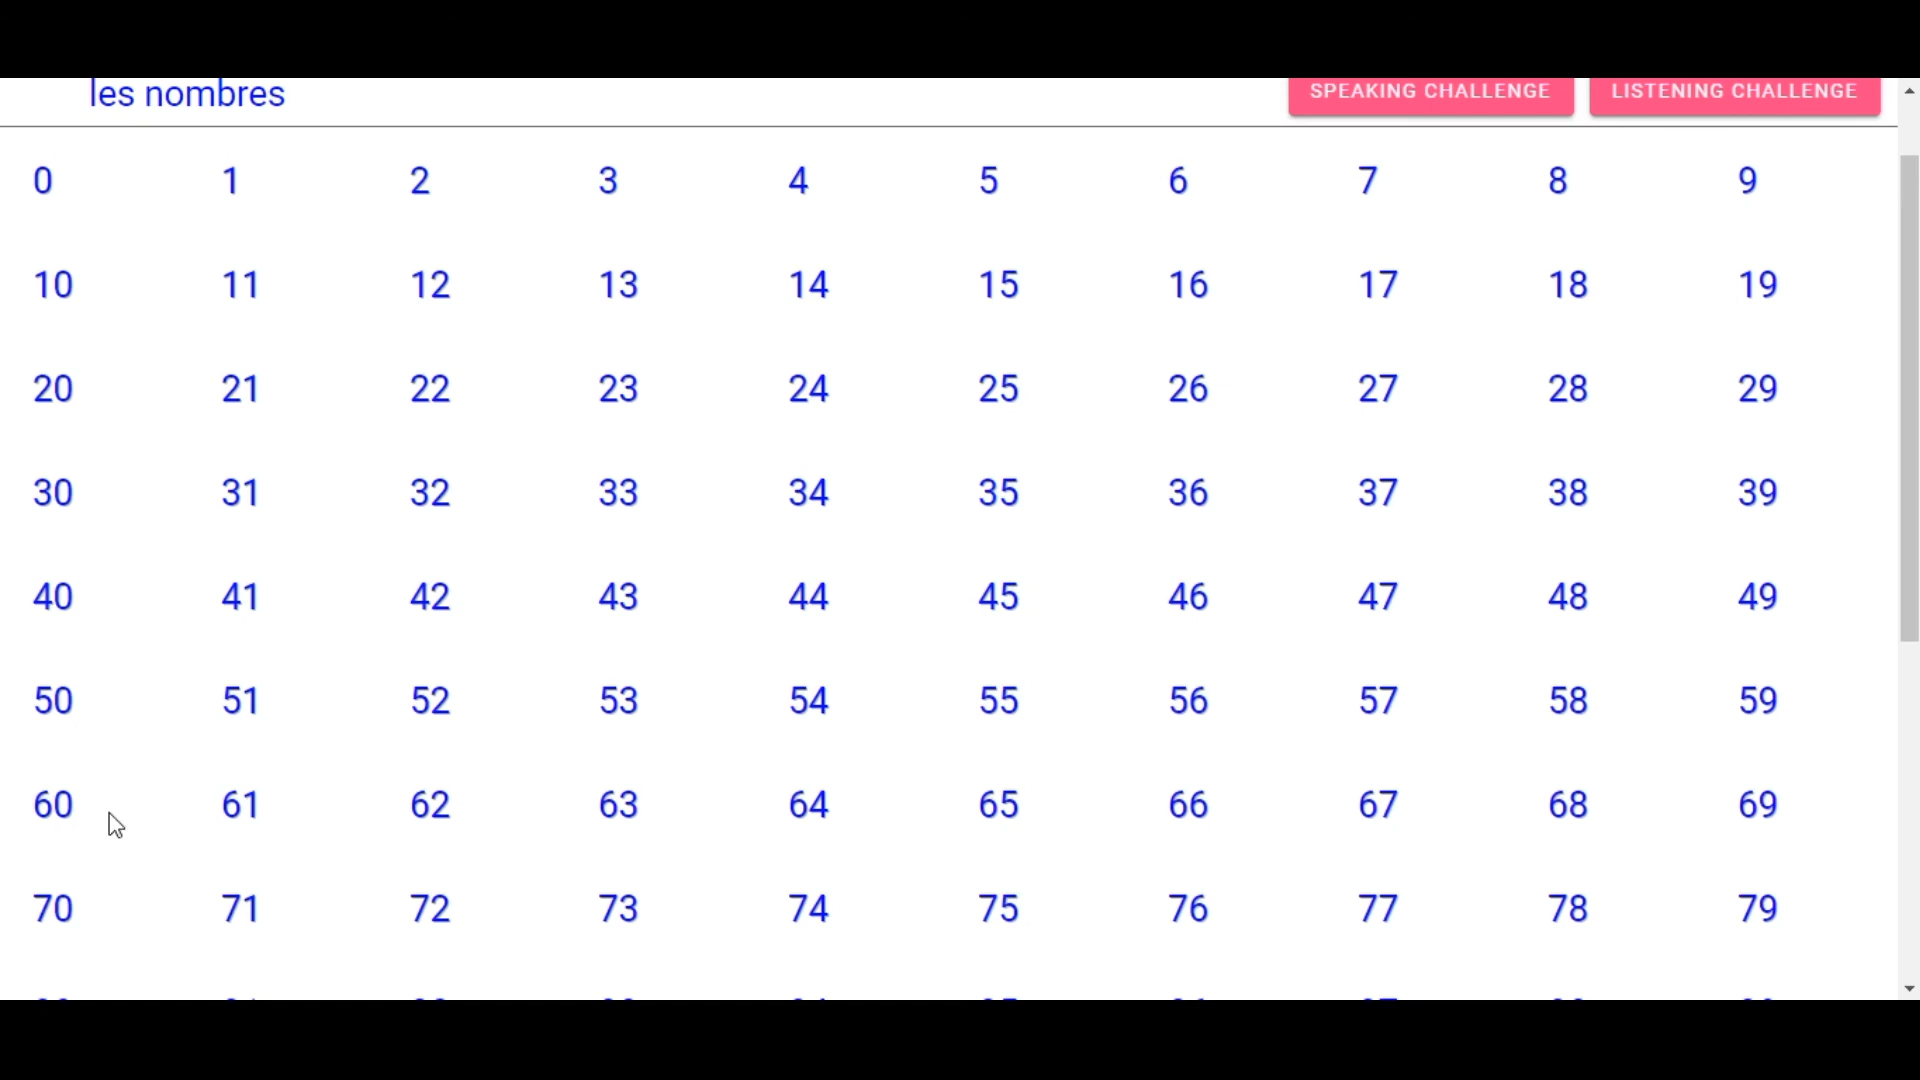 les nombres SPEAKING CHALLENGE LISTENING CHALLENGE
0 1 2 3 4 5 6 7 8 9
10 11 12 13 14 15 16 17 18 19
20 21 22 23 24 25 26 27 28 29
30 31 32 33 34 35 36 37 38 39
40 41 42 43 44 45 46 47 48 49
50 51 52 53 54 55 56 57 58 59
60 61 62 63 64 65 66 67 68 69
70 71 72 73 74 75 76 77 78 79